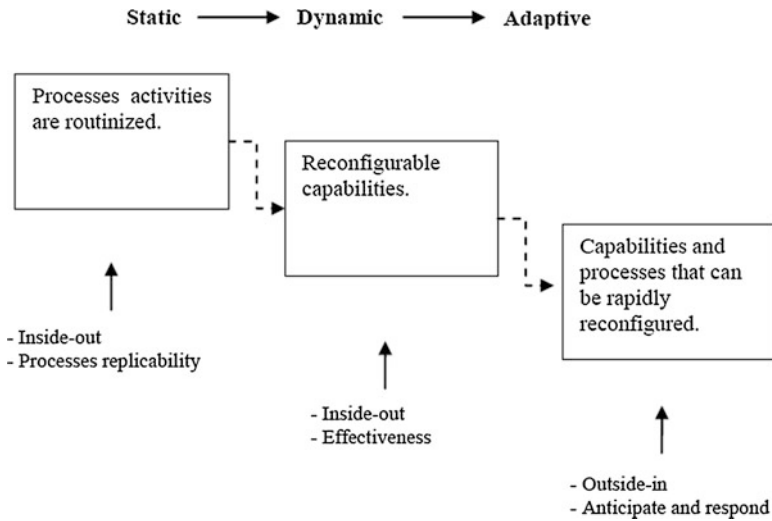 Static Dynamic Adaptive
Processes activities
are routinized.
Reconfigurable
capabilities.
Capabilities and
processes that can
be rapidly
reconfigured.
- Inside-out
- Processes replicability
- Inside-out
- Effectiveness
- Outside-in
- Anticipate and respond